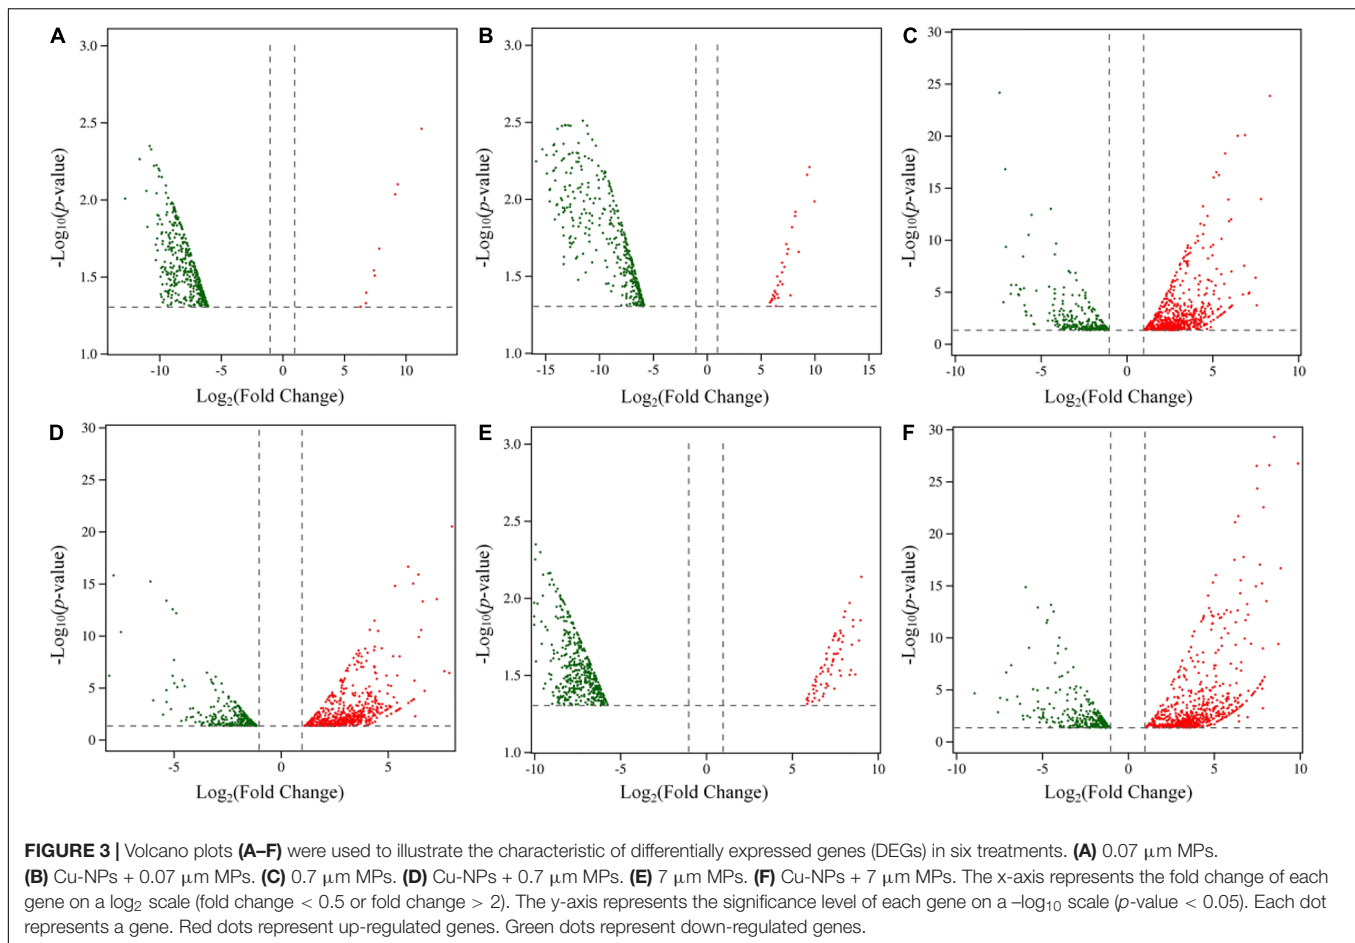 A
3.0
2.5
2.0
1.5
1.0
-Log10(p-value)
-10 -5 0 5 10
Log2(Fold Change)
B
3.0
2.5
2.0
1.5
1.0
-Log10(p-value)
-15 -10 -5 0 5 10 15
Log2(Fold Change)
C
30
25
20
15
10
5
0
-Log10(p-value)
-10 -5 0 5 10
Log2(Fold Change)
D
30
25
20
15
10
5
0
-Log10(p-value)
-5 0 5
Log2(Fold Change)
E
3.0
2.5
2.0
1.5
1.0
-Log10(p-value)
-10 -5 0 5 10
Log2(Fold Change)
F
30
25
20
15
10
5
0
-Log10(p-value)
-10 -5 0 5 10
Log2(Fold Change)
FIGURE 3 | Volcano plots (A–F) were used to illustrate the characteristic of differentially expressed genes (DEGs) in six treatments. (A) 0.07 μm MPs.
(B) Cu-NPs + 0.07 μm MPs. (C) 0.7 μm MPs. (D) Cu-NPs + 0.7 μm MPs. (E) 7 μm MPs. (F) Cu-NPs + 7 μm MPs. The x-axis represents the fold change of each
gene on a log2 scale (fold change < 0.5 or fold change > 2). The y-axis represents the significance level of each gene on a –log10 scale (p-value < 0.05). Each dot
represents a gene. Red dots represent up-regulated genes. Green dots represent down-regulated genes.